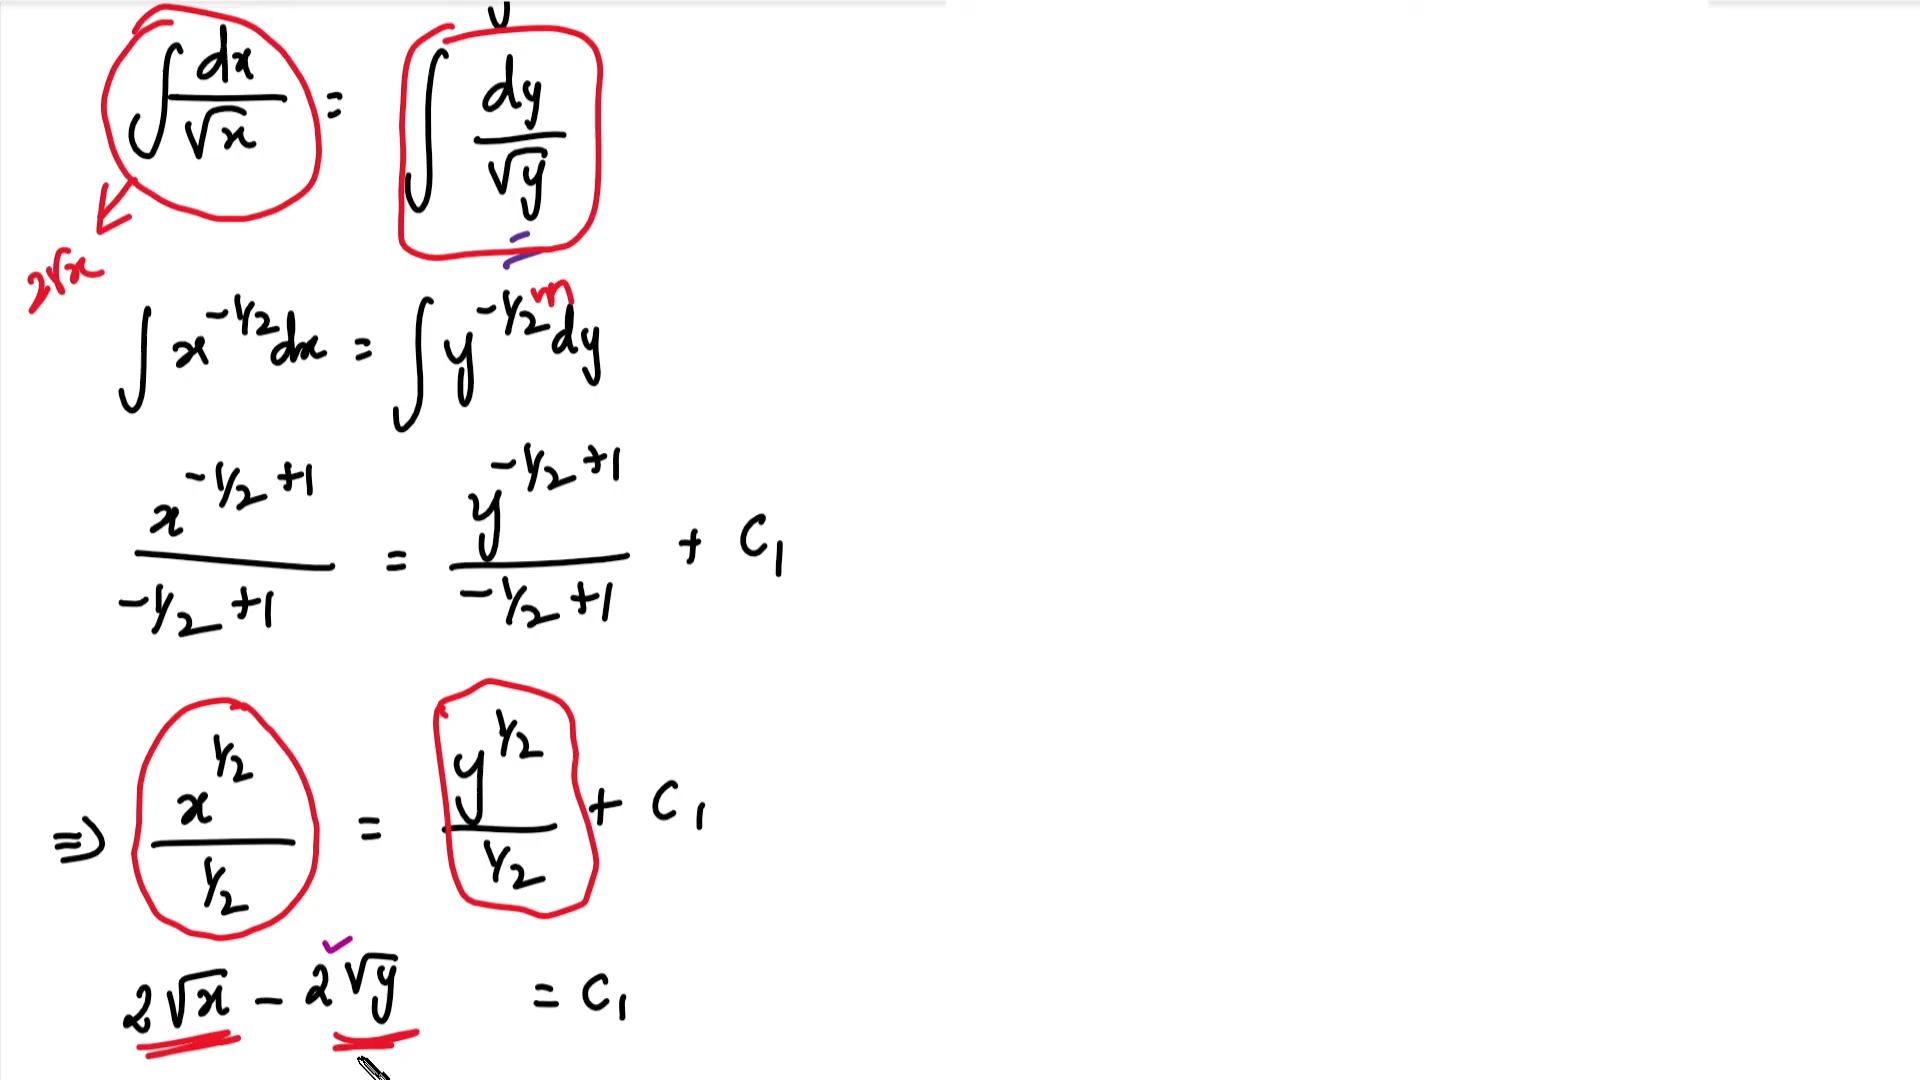 ∫ dx/√x = ∫ dy/√y
2√x
∫ x^(-1/2) dx = ∫ y^(-1/2) dy
x^(-1/2 +1)/(-1/2 +1) = y^(-1/2 +1)/(-1/2 +1) + C₁
⇒ x^(1/2)/(1/2) = y^(1/2)/(1/2) + C₁
2√x - 2√y = C₁